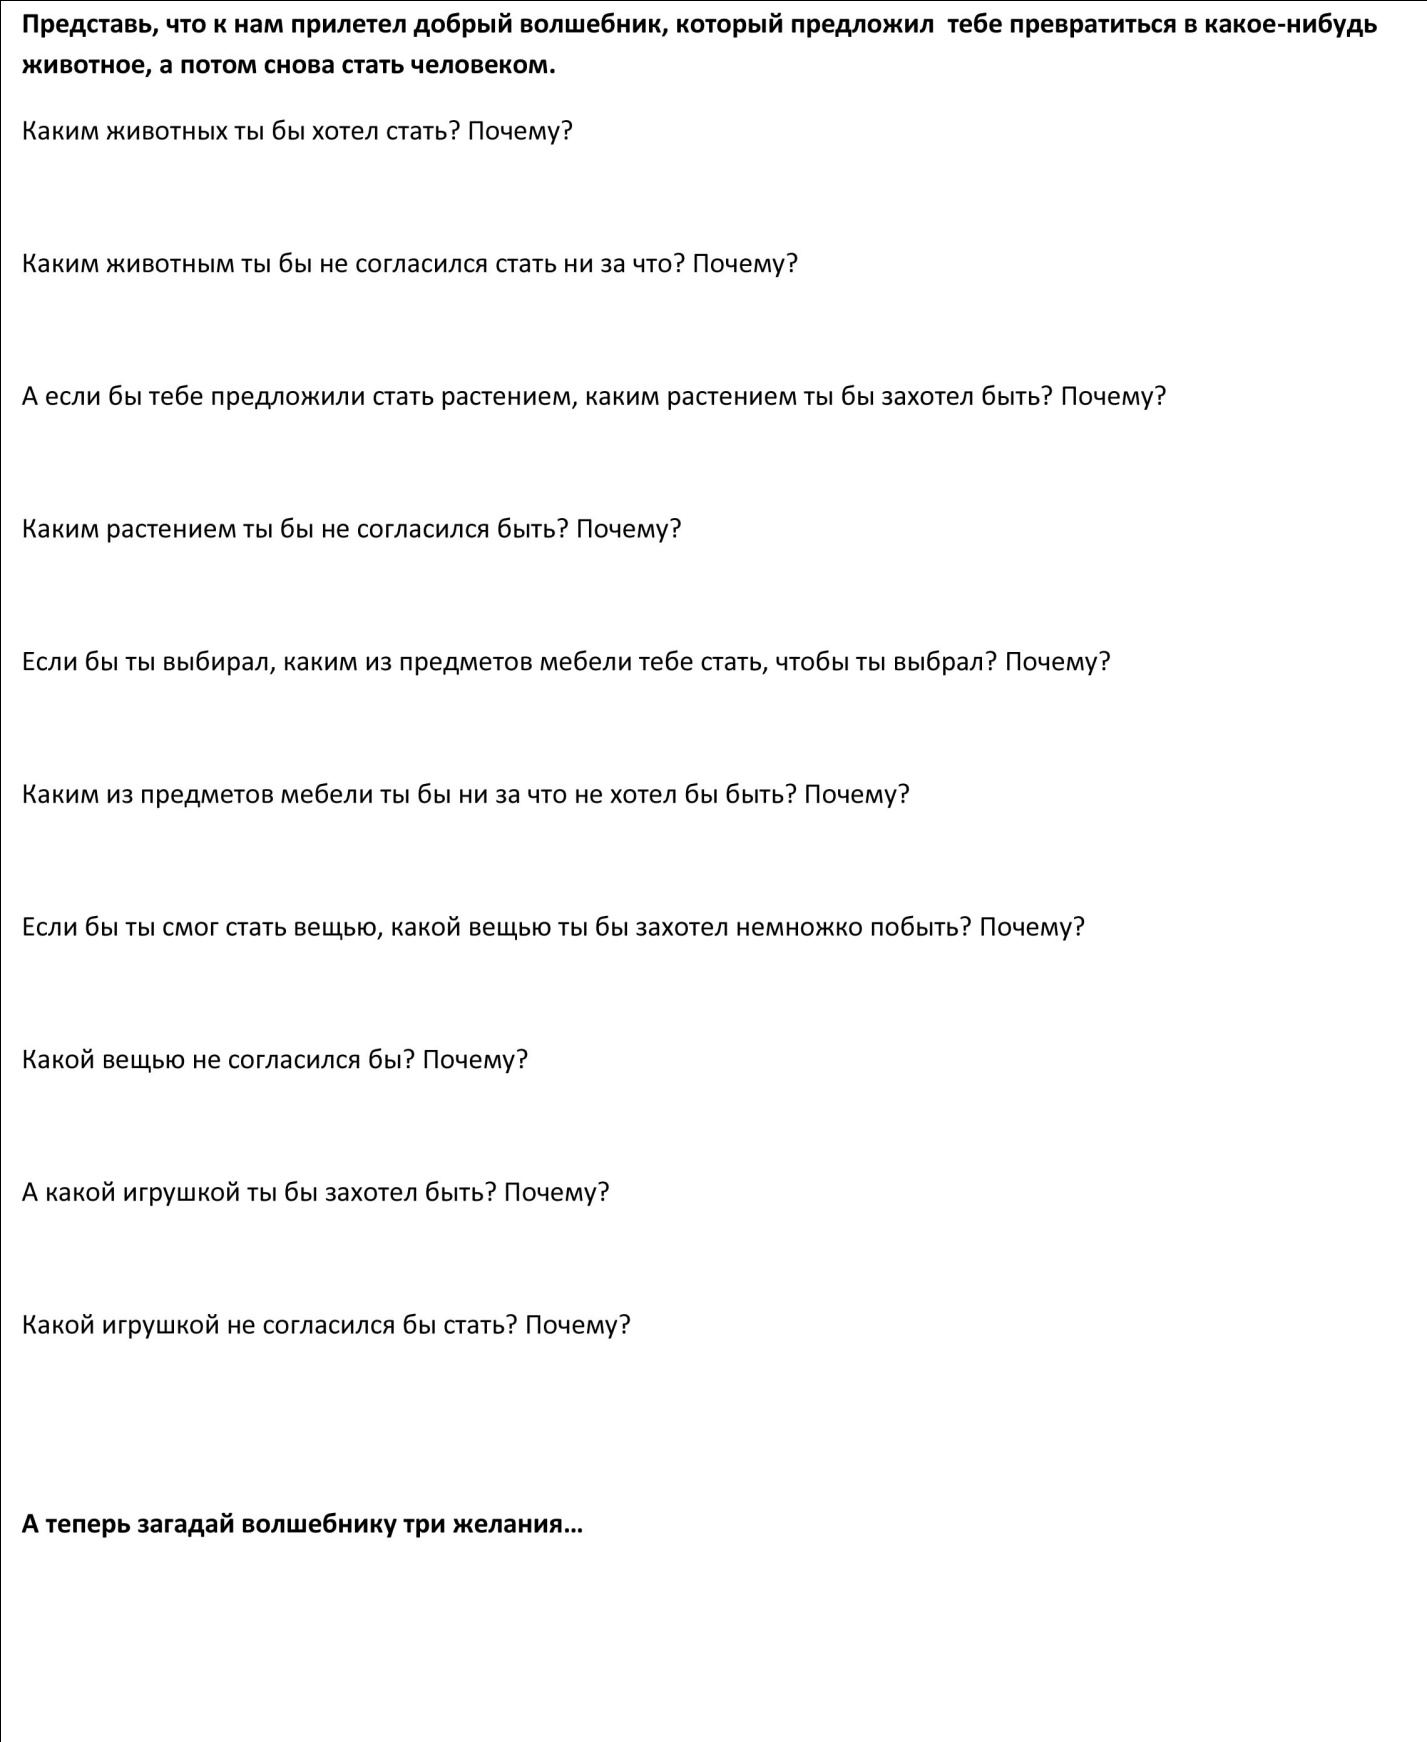 Представь, что к нам прилетел добрый волшебник, который предложил  тебе превратиться в какое-нибудь
животное, а потом снова стать человеком.
Каким животных ты бы хотел стать? Почему?
Каким животным ты бы не согласился стать ни за что? Почему?
А если бы тебе предложили стать растением, каким растением ты бы захотел быть? Почему?
Каким растением ты бы не согласился быть? Почему?
Если бы ты выбирал, каким из предметов мебели тебе стать, чтобы ты выбрал? Почему?
Каким из предметов мебели ты бы ни за что не хотел бы быть? Почему?
Если бы ты смог стать вещью, какой вещью ты бы захотел немножко побыть? Почему?
Какой вещью не согласился бы? Почему?
А какой игрушкой ты бы захотел быть? Почему?
Какой игрушкой не согласился бы стать? Почему?
А теперь загадай волшебнику три желания…